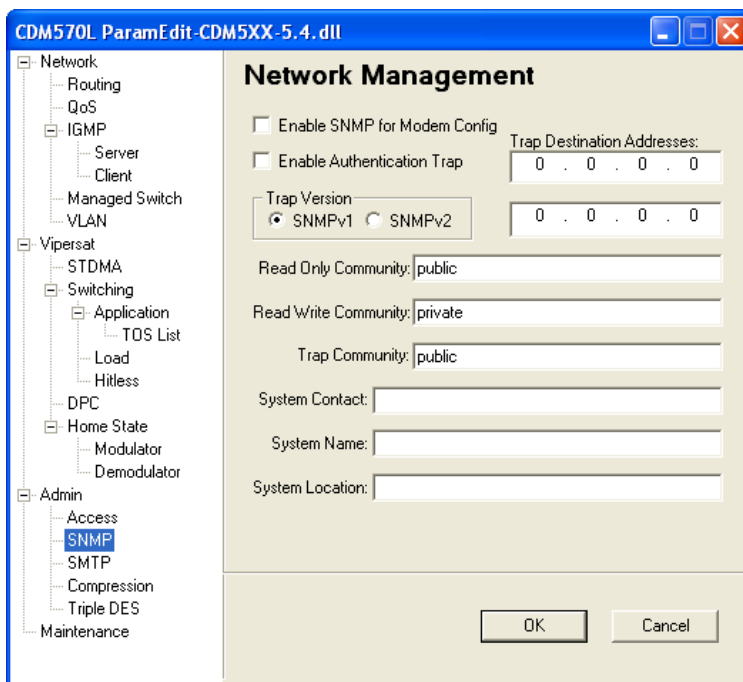 CDM570L ParamEdit-CDM5XX-5.4.dll
Network
Routing
QoS
IGMP
Server
Client
Managed Switch
VLAN
Vipersat
STDMA
Switching
Application
TOS List
Load
Hitless
DPC
Home State
Modulator
Demodulator
Admin
Access
SNMP
SMTP
Compression
Triple DES
Maintenance
Network Management
Enable SNMP for Modem Config
Enable Authentication Trap
Trap Destination Addresses:
0 . 0 . 0 . 0
Trap Version
SNMPv1 SNMPv2
0 . 0 . 0 . 0
Read Only Community: public
Read Write Community: private
Trap Community: public
System Contact:
System Name:
System Location:
OK Cancel